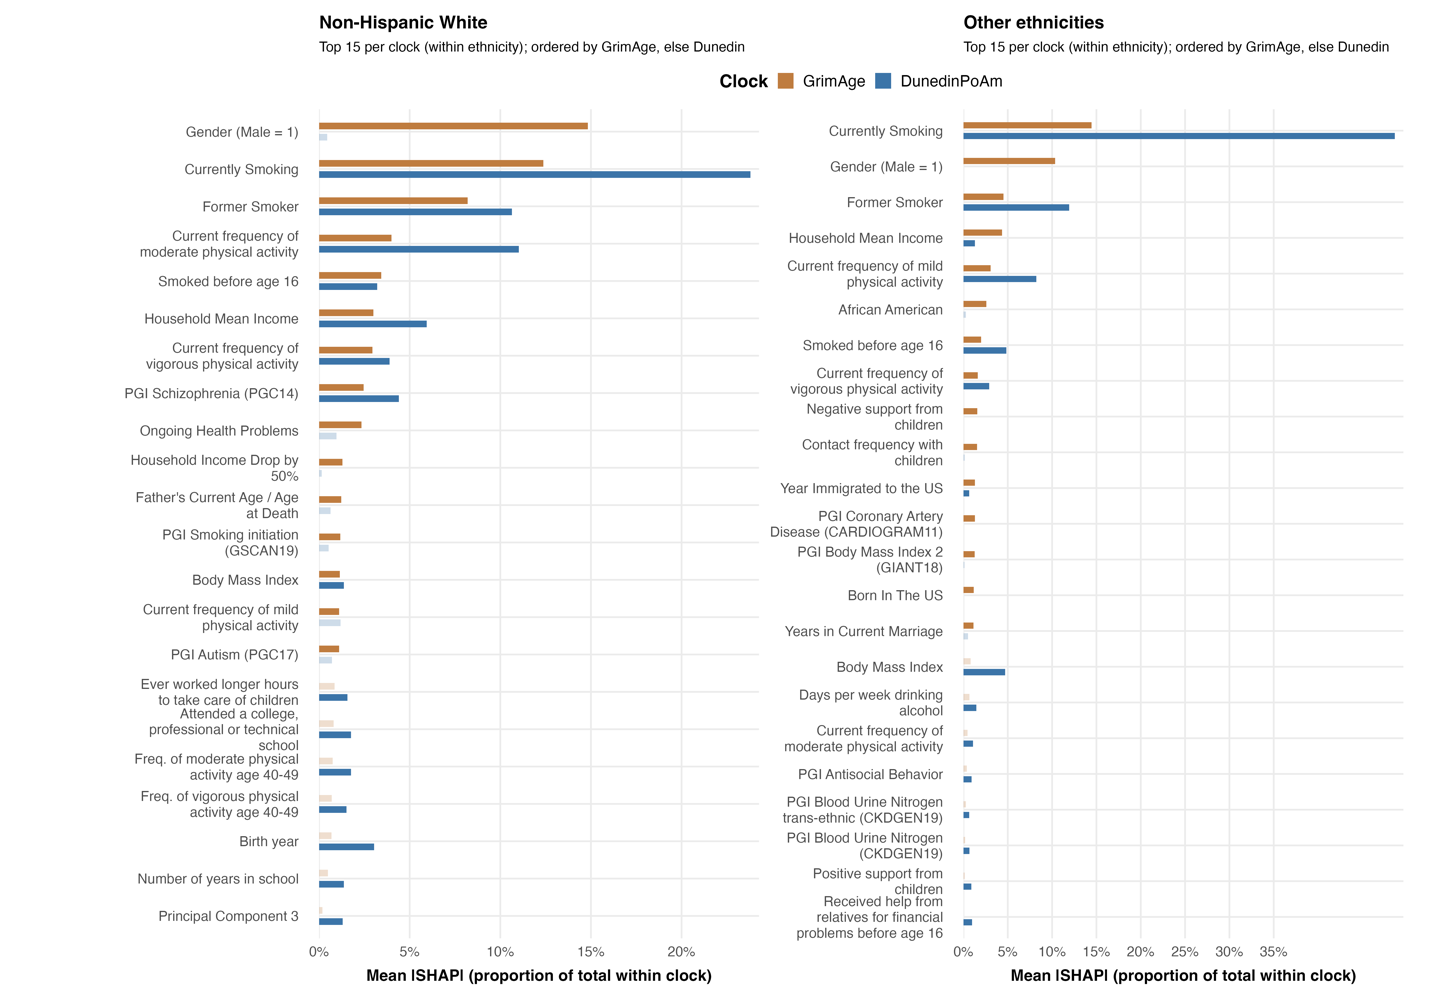 Non-Hispanic White
Top 15 per clock (within ethnicity); ordered by GrimAge, else Dunedin
Other ethnicities
Top 15 per clock (within ethnicity); ordered by GrimAge, else Dunedin
Clock GrimAge DunedinPoAm
Gender (Male = 1)
Currently Smoking
Former Smoker
Current frequency of
moderate physical activity
Smoked before age 16
Household Mean Income
Current frequency of
vigorous physical activity
PGI Schizophrenia (PGC14)
Ongoing Health Problems
Household Income Drop by
50%
Father's Current Age / Age
at Death
PGI Smoking initiation
(GSCAN19)
Body Mass Index
Current frequency of mild
physical activity
PGI Autism (PGC17)
Ever worked longer hours
to take care of children
Attended a college,
professional or technical
school
Freq. of moderate physical
activity age 40-49
Freq. of vigorous physical
activity age 40-49
Birth year
Number of years in school
Principal Component 3
0% 5% 10% 15% 20%
Mean |SHAP| (proportion of total within clock)
Currently Smoking
Gender (Male = 1)
Former Smoker
Household Mean Income
Current frequency of mild
physical activity
African American
Smoked before age 16
Current frequency of
vigorous physical activity
Negative support from
children
Contact frequency with
children
Year Immigrated to the US
PGI Coronary Artery
Disease (CARDIOGRAM11)
PGI Body Mass Index 2
(GIANT18)
Born In The US
Years in Current Marriage
Body Mass Index
Days per week drinking
alcohol
Current frequency of
moderate physical activity
PGI Antisocial Behavior
PGI Blood Urine Nitrogen
trans-ethnic (CKDGEN19)
PGI Blood Urine Nitrogen
(CKDGEN19)
Positive support from
children
Received help from
relatives for financial
problems before age 16
0% 5% 10% 15% 20% 25% 30% 35%
Mean |SHAP| (proportion of total within clock)